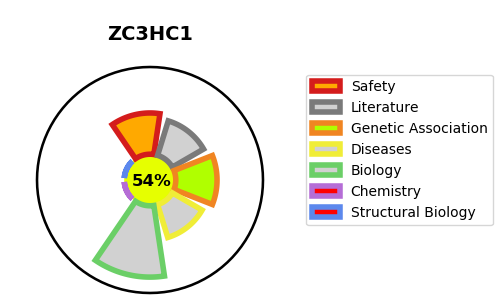 ZC3HC1
54%
Safety
Literature
Genetic Association
Diseases
Biology
Chemistry
Structural Biology